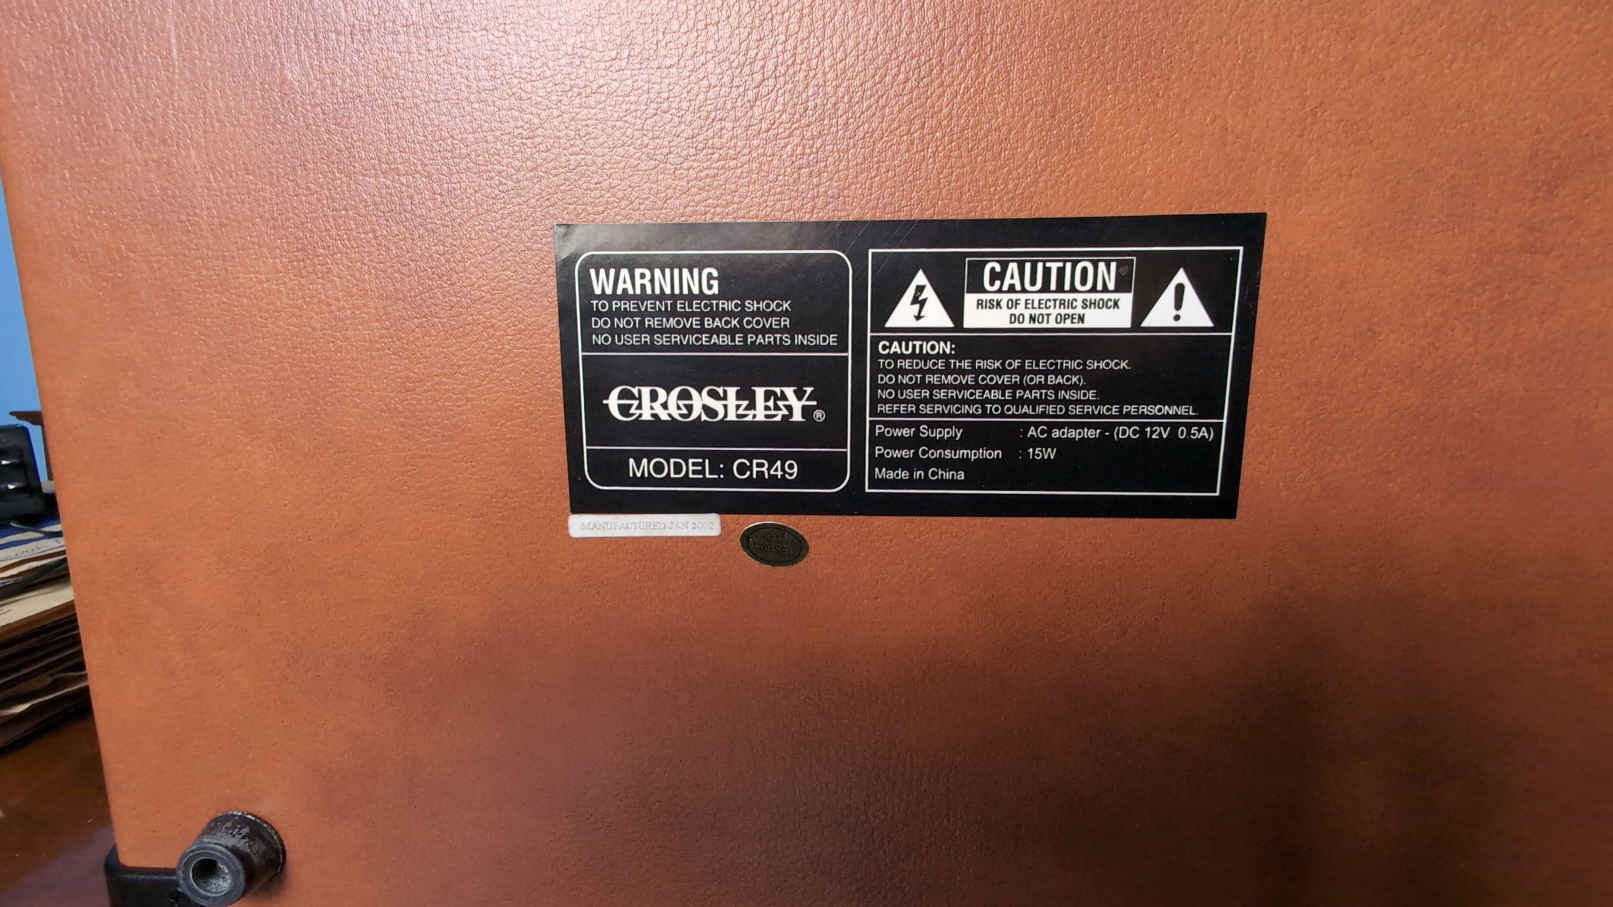 WARNING
TO PREVENT ELECTRIC SHOCK
DO NOT REMOVE BACK COVER
NO USER SERVICEABLE PARTS INSIDE
CROSLEY®
MODEL: CR49
CAUTION
RISK OF ELECTRIC SHOCK
DO NOT OPEN
CAUTION:
TO REDUCE THE RISK OF ELECTRIC SHOCK.
DO NOT REMOVE COVER (OR BACK).
NO USER SERVICEABLE PARTS INSIDE.
REFER SERVICING TO QUALIFIED SERVICE PERSONNEL.
Power Supply : AC adapter - (DC 12V 0.5A)
Power Consumption : 15W
Made in China
MANUFACTURED JAN 2002